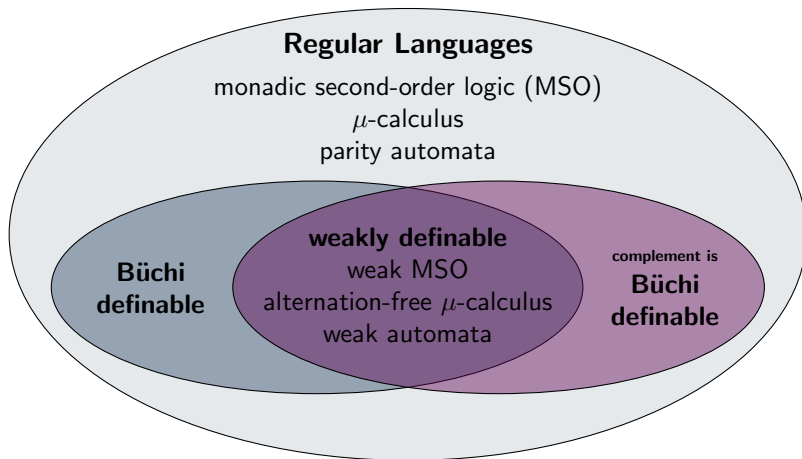 Regular Languages
monadic second-order logic (MSO)
μ-calculus
parity automata
Büchi
definable
weakly definable
weak MSO
alternation-free μ-calculus
weak automata
complement is
Büchi
definable